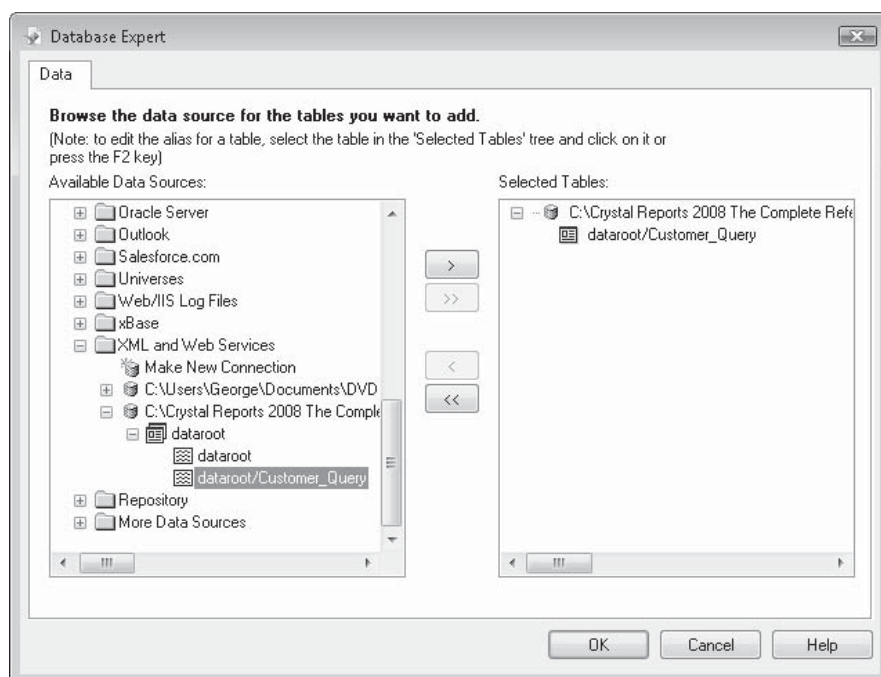 Database Expert
Data
Browse the data source for the tables you want to add.
(Note: to edit the alias for a table, select the table in the 'Selected Tables' tree and click on it or
press the F2 key)
Available Data Sources:
Oracle Server
Outlook
Salesforce.com
Universes
Web/IIS Log Files
xBase
XML and Web Services
Make New Connection
C:\Users\George\Documents\DVD
C:\Crystal Reports 2008 The Comple
dataroot
dataroot
dataroot/Customer_Query
Repository
More Data Sources
>
>>
<
<<
Selected Tables:
C:\Crystal Reports 2008 The Complete Refe
dataroot/Customer_Query
OK
Cancel
Help